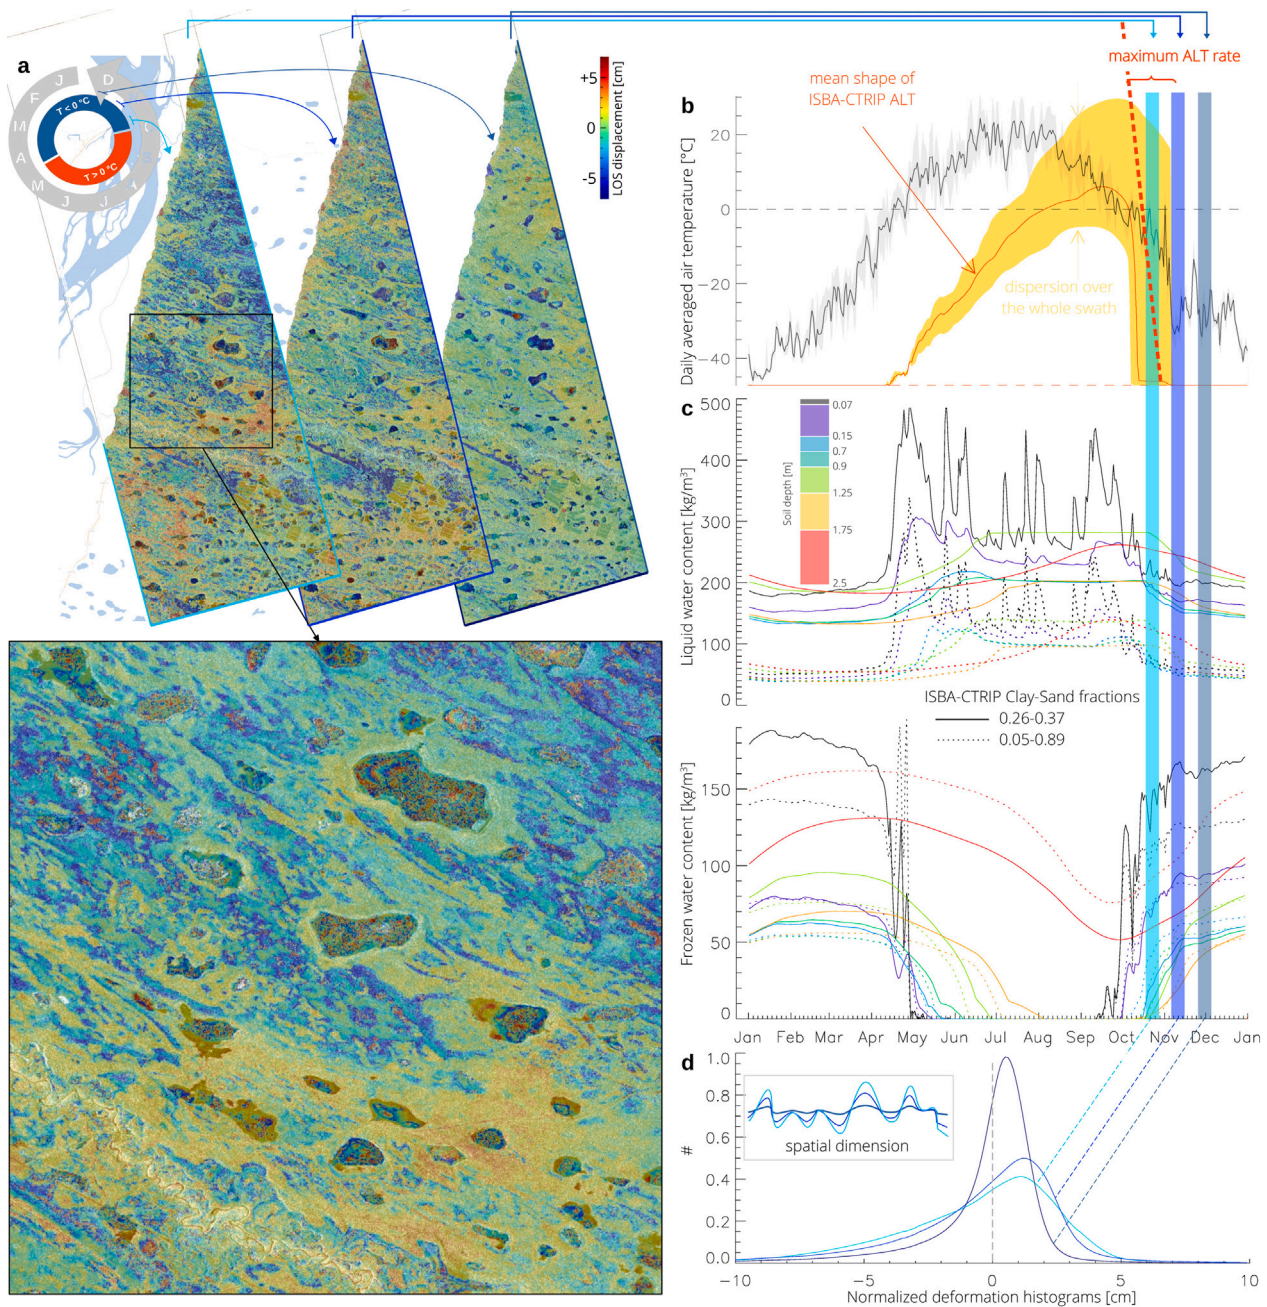 a
J
D
F
M
A
M
J
J
T < 0 °C
T > 0 °C
+5
0
-5
LOS displacement [cm]
maximum ALT rate
mean shape of
ISBA-CTRIP ALT
b
20
0
−20
−40
Daily averaged air temperature [°C]
dispersion over
the whole swath
c
500
400
300
200
100
0
Liquid water content [kg/m³]
Soil depth [m]
0.07
0.15
0.7
0.9
1.25
1.75
2.5
ISBA-CTRIP Clay-Sand fractions
0.26-0.37
0.05-0.89
150
100
50
0
Frozen water content [kg/m³]
Jan Feb Mar Apr May Jun Jul Aug Sep Oct Nov Dec Jan
d
1.0
0.8
0.6
0.4
0.2
0.0
#
spatial dimension
−10 −5 0 5 10
Normalized deformation histograms [cm]